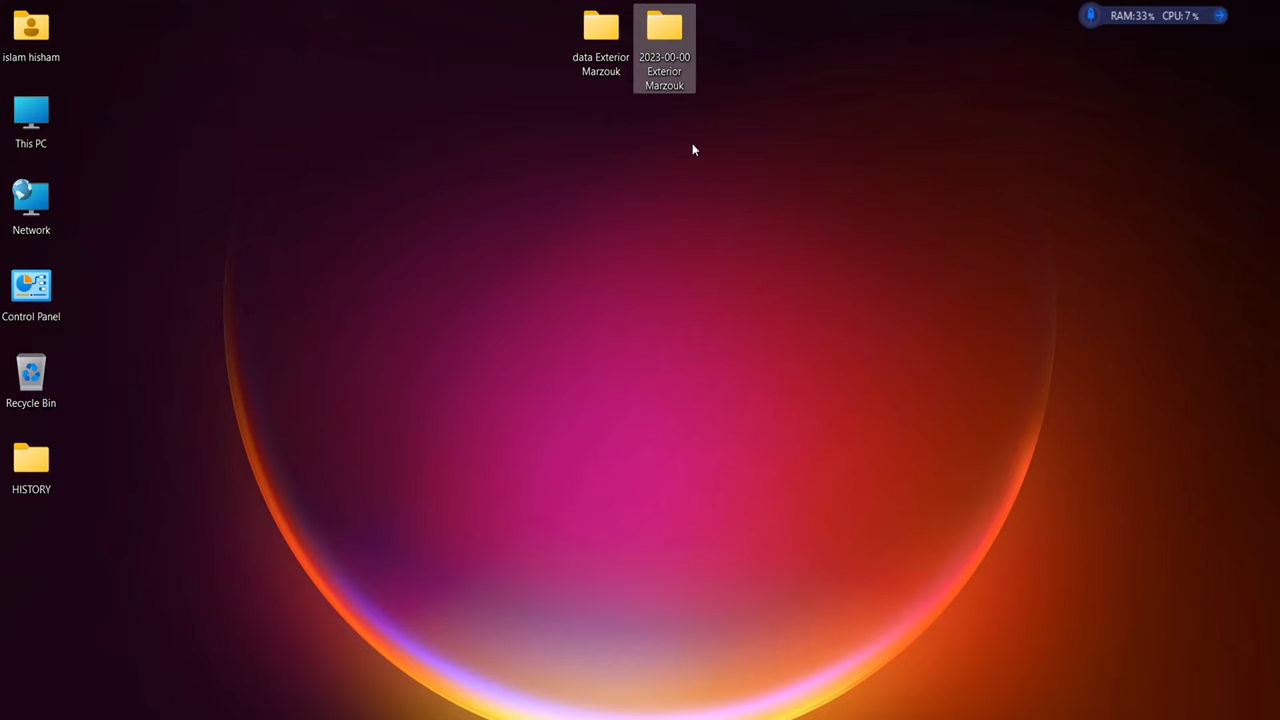 islam hisham
This PC
Network
Control Panel
Recycle Bin
HISTORY
data Exterior
Marzouk
2023-00-00
Exterior
Marzouk
RAM:33% CPU:7%